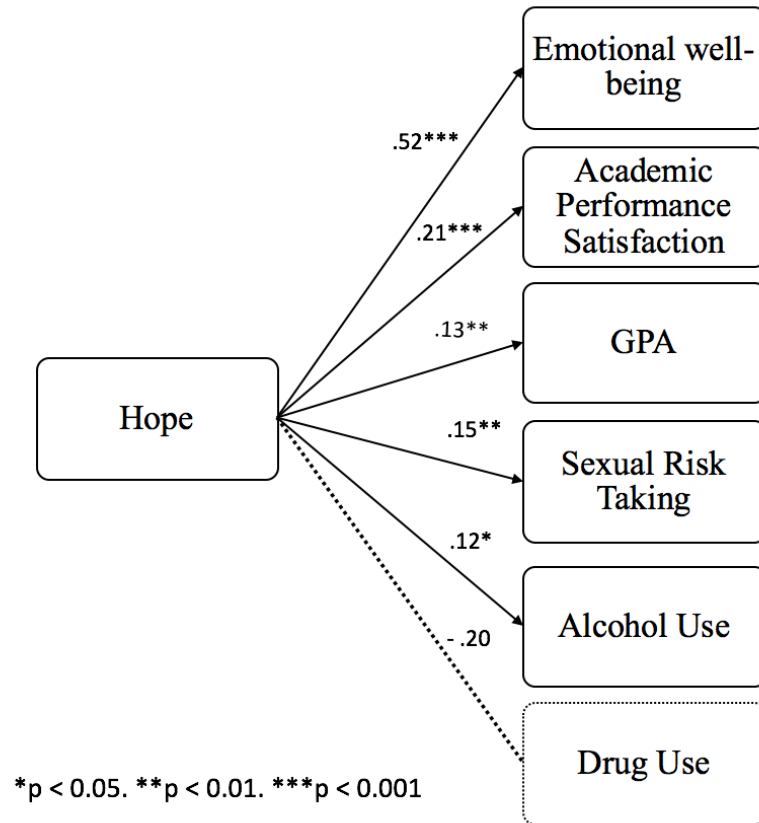 Emotional well-
being
.52***
Academic
Performance
Satisfaction
.21***
.13**
GPA
Hope
.15**
Sexual Risk
Taking
.12*
Alcohol Use
- .20
Drug Use
*p < 0.05. **p < 0.01. ***p < 0.001